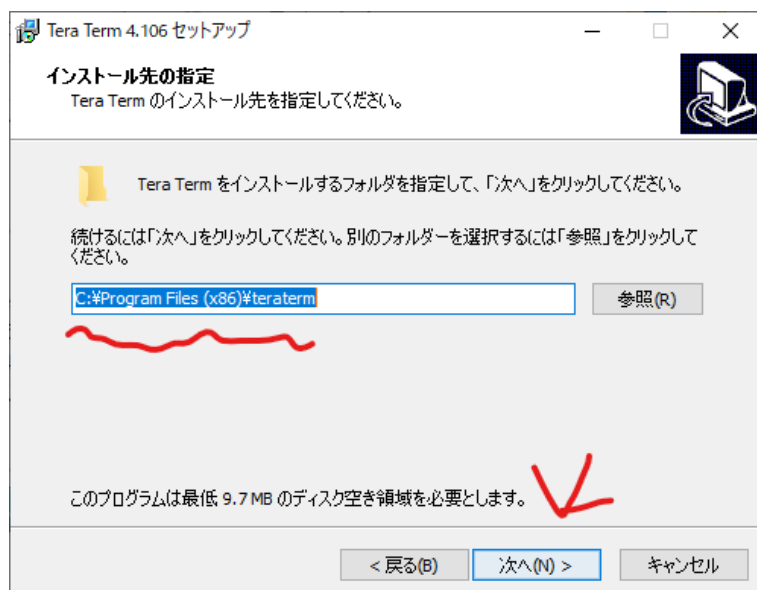 Tera Term 4.106 セットアップ
インストール先の指定
Tera Term のインストール先を指定してください。
Tera Term をインストールするフォルダを指定して、「次へ」をクリックしてください。
続けるには「次へ」をクリックしてください。別のフォルダーを選択するには「参照」をクリックして
ください。
C:¥Program Files (x86)¥teraterm
参照(R)
このプログラムは最低 9.7 MB のディスク空き領域を必要とします。
< 戻る(B)
次へ(N) >
キャンセル